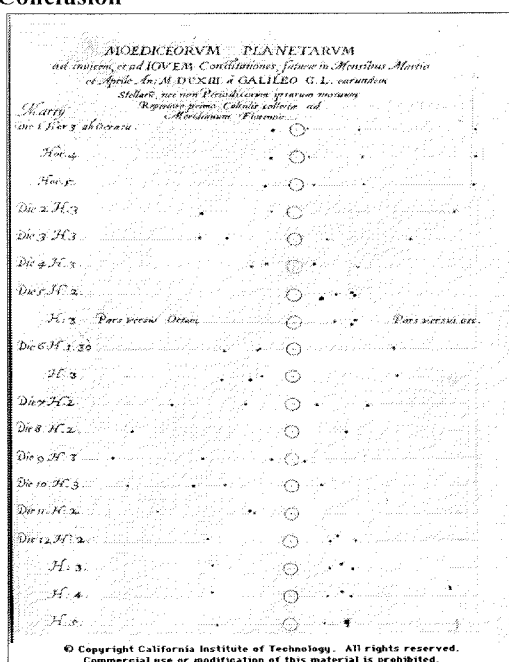 Conclusion
MOEDICEORVM PLANETARVM
ad invicem, et ad IOVEM Constitutiones, futurae in Mensibus Martio
et Aprile An: M DCXIII. à GALILEO G.L. earundem
Stellarũ, nec non Periodicorum ipsarum motuum
Repertore primo. Calculis collectae ad
Meridianum Florentiae
Martij
Die 1 Hor. 3 ab Occasu.
Hor. 4.
Hor. 5.
Die 2 H. 3
Die 3 H. 3
Die 4 H. 3
Die 5 H. 2
H. 3 Pars versus Ortum Pars versus occ.
Die 6 H. 1.30
H. 3
Die 7 H. 2
Die 8. H. 2.
Die 9 H. 3
Die 10. H. 3
Die 11. H. 2
Die 12. H. 2
H. 3.
H. 4
H. 5.
© Copyright California Institute of Technology. All rights reserved.
Commercial use or modification of this material is prohibited.